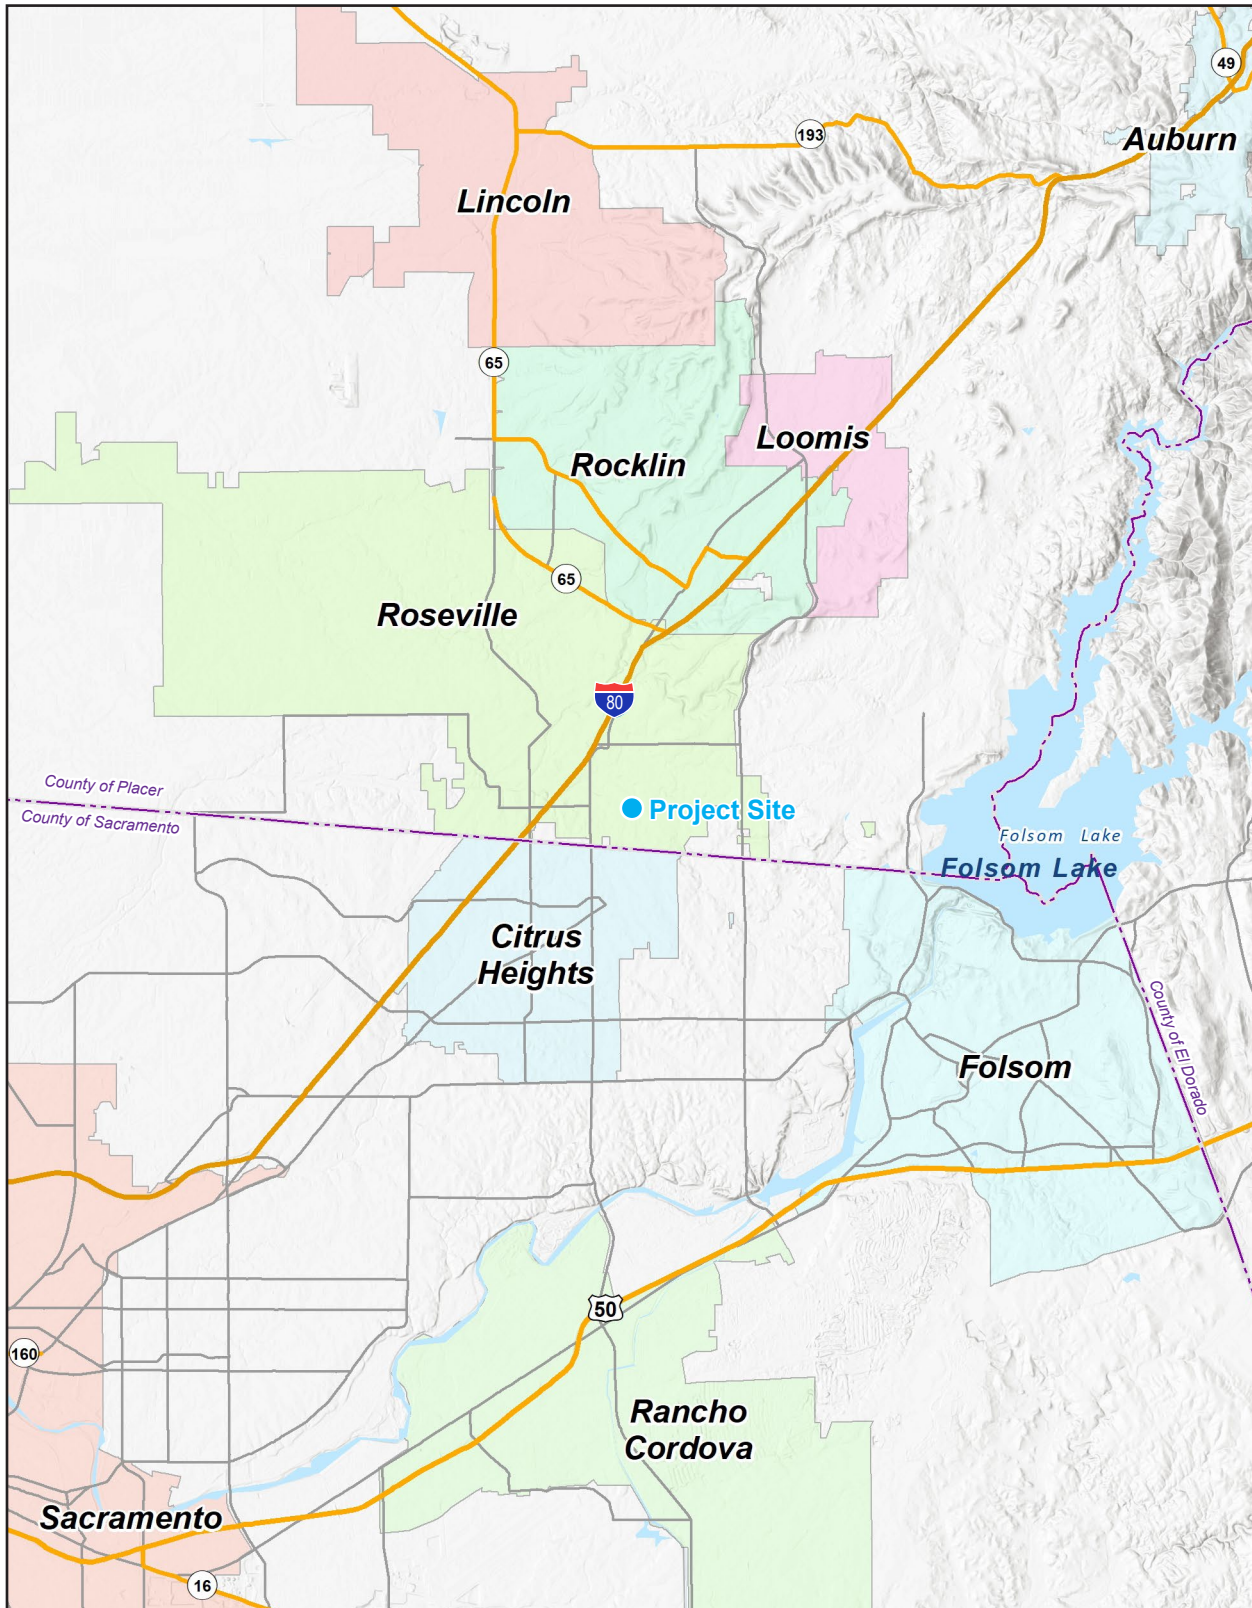 49
193
Auburn
Lincoln
65
Loomis
Rocklin
65
Roseville
80
County of Placer
County of Sacramento
Project Site
Folsom Lake
Folsom Lake
Citrus
Heights
County of El Dorado
Folsom
50
160
Rancho
Cordova
Sacramento
16